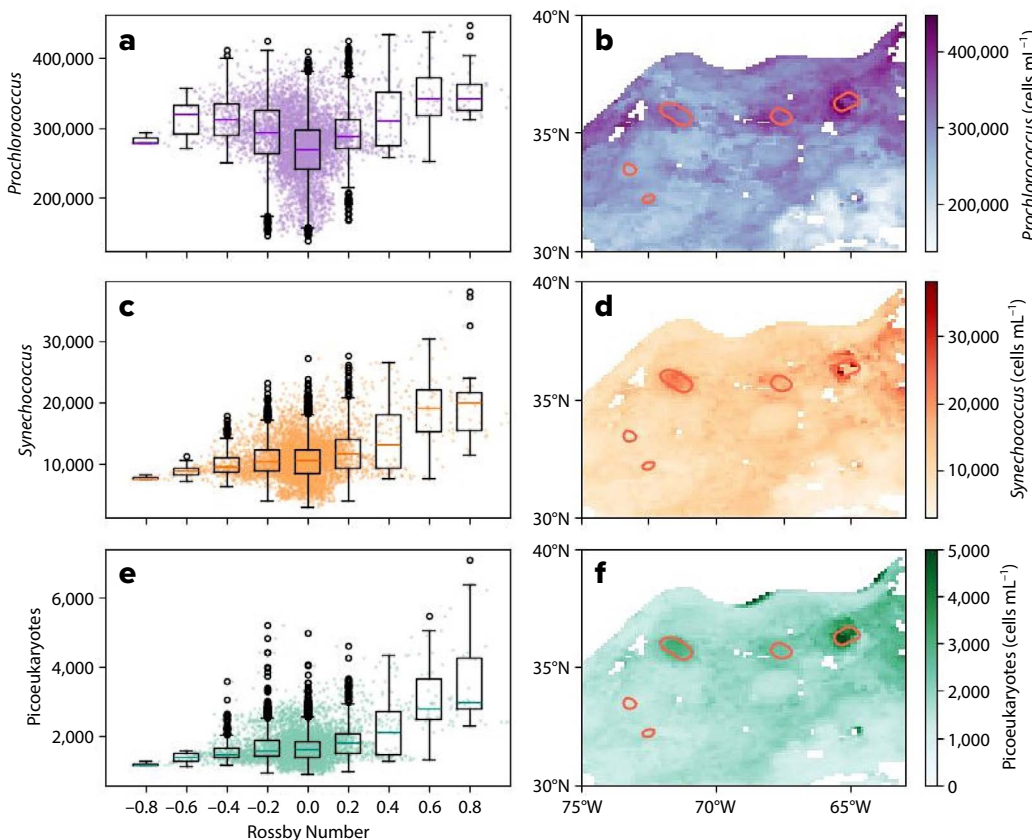 a
Prochlorococcus
400,000
300,000
200,000
b
40°N
35°N
30°N
400,000
300,000
200,000
Prochlorococcus (cells mL⁻¹)
c
Synechococcus
30,000
20,000
10,000
d
40°N
35°N
30°N
30,000
20,000
10,000
Synechococcus (cells mL⁻¹)
e
Picoeukaryotes
6,000
4,000
2,000
−0.8 −0.6 −0.4 −0.2 0.0 0.2 0.4 0.6 0.8
Rossby Number
f
40°N
35°N
30°N
75°W 70°W 65°W
5,000
4,000
3,000
2,000
1,000
0
Picoeukaryotes (cells mL⁻¹)